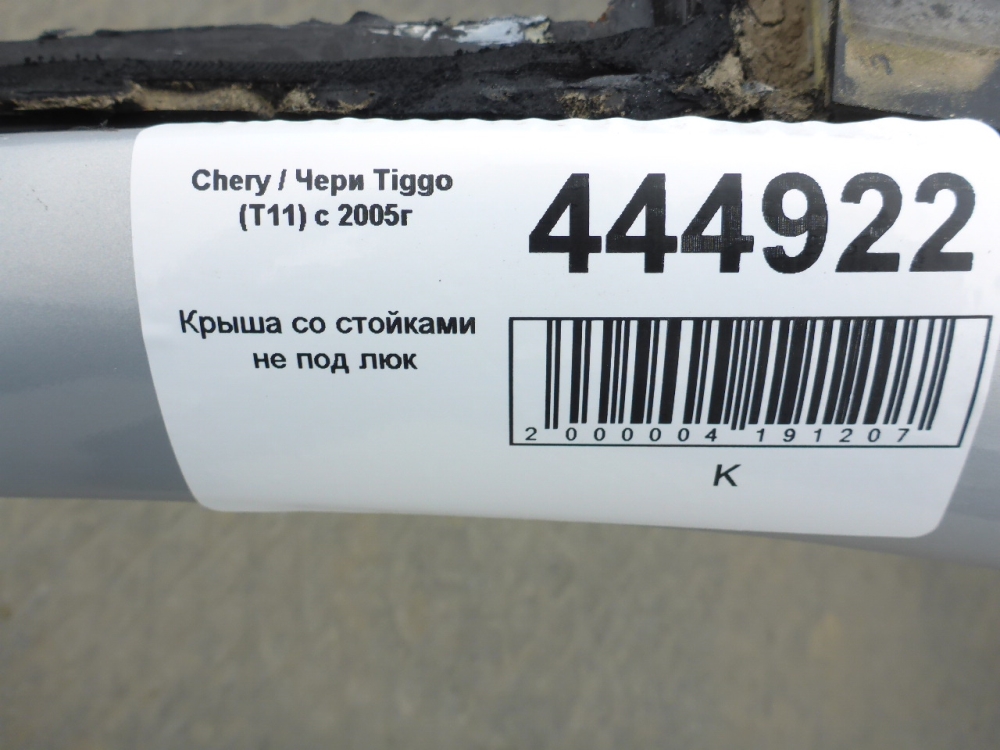 Chery / Чери Tiggo
(T11) с 2005г
444922
Крыша со стойками
не под люк
2 000004 191207
К